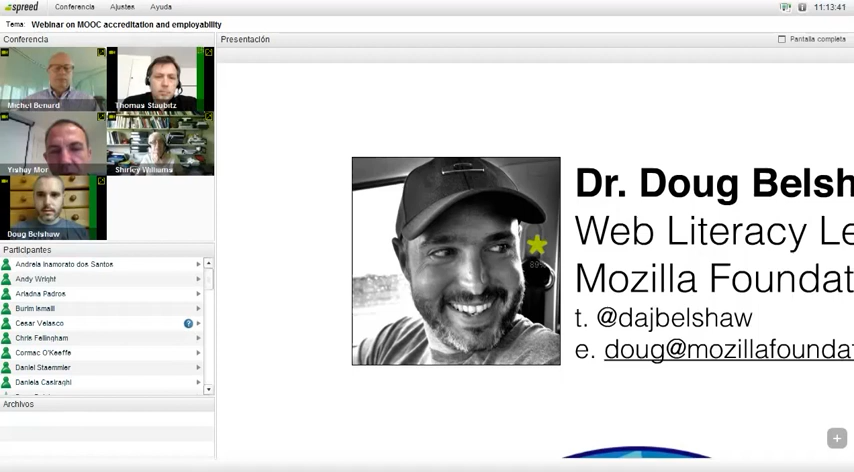 spreed
Conferencia Ajustes Ayuda
11:13:41
Tema: Webinar on MOOC accreditation and employability
Conferencia
Presentación
Pantalla completa
Michel Benard
Thomas Staubitz
Yishay Mor
Shirley Williams
Doug Belshaw
Participantes
Andreia Inamorato dos Santos
Andy Wright
Ariadna Padros
Burim Ismaili
Cesar Velasco
Chris Fellingham
Cormac O'Keeffe
Daniel Staemmler
Daniela Casiraghi
Archivos
Dr. Doug Belsh
Web Literacy Le
Mozilla Foundat
t. @dajbelshaw
e. doug@mozillafoundat